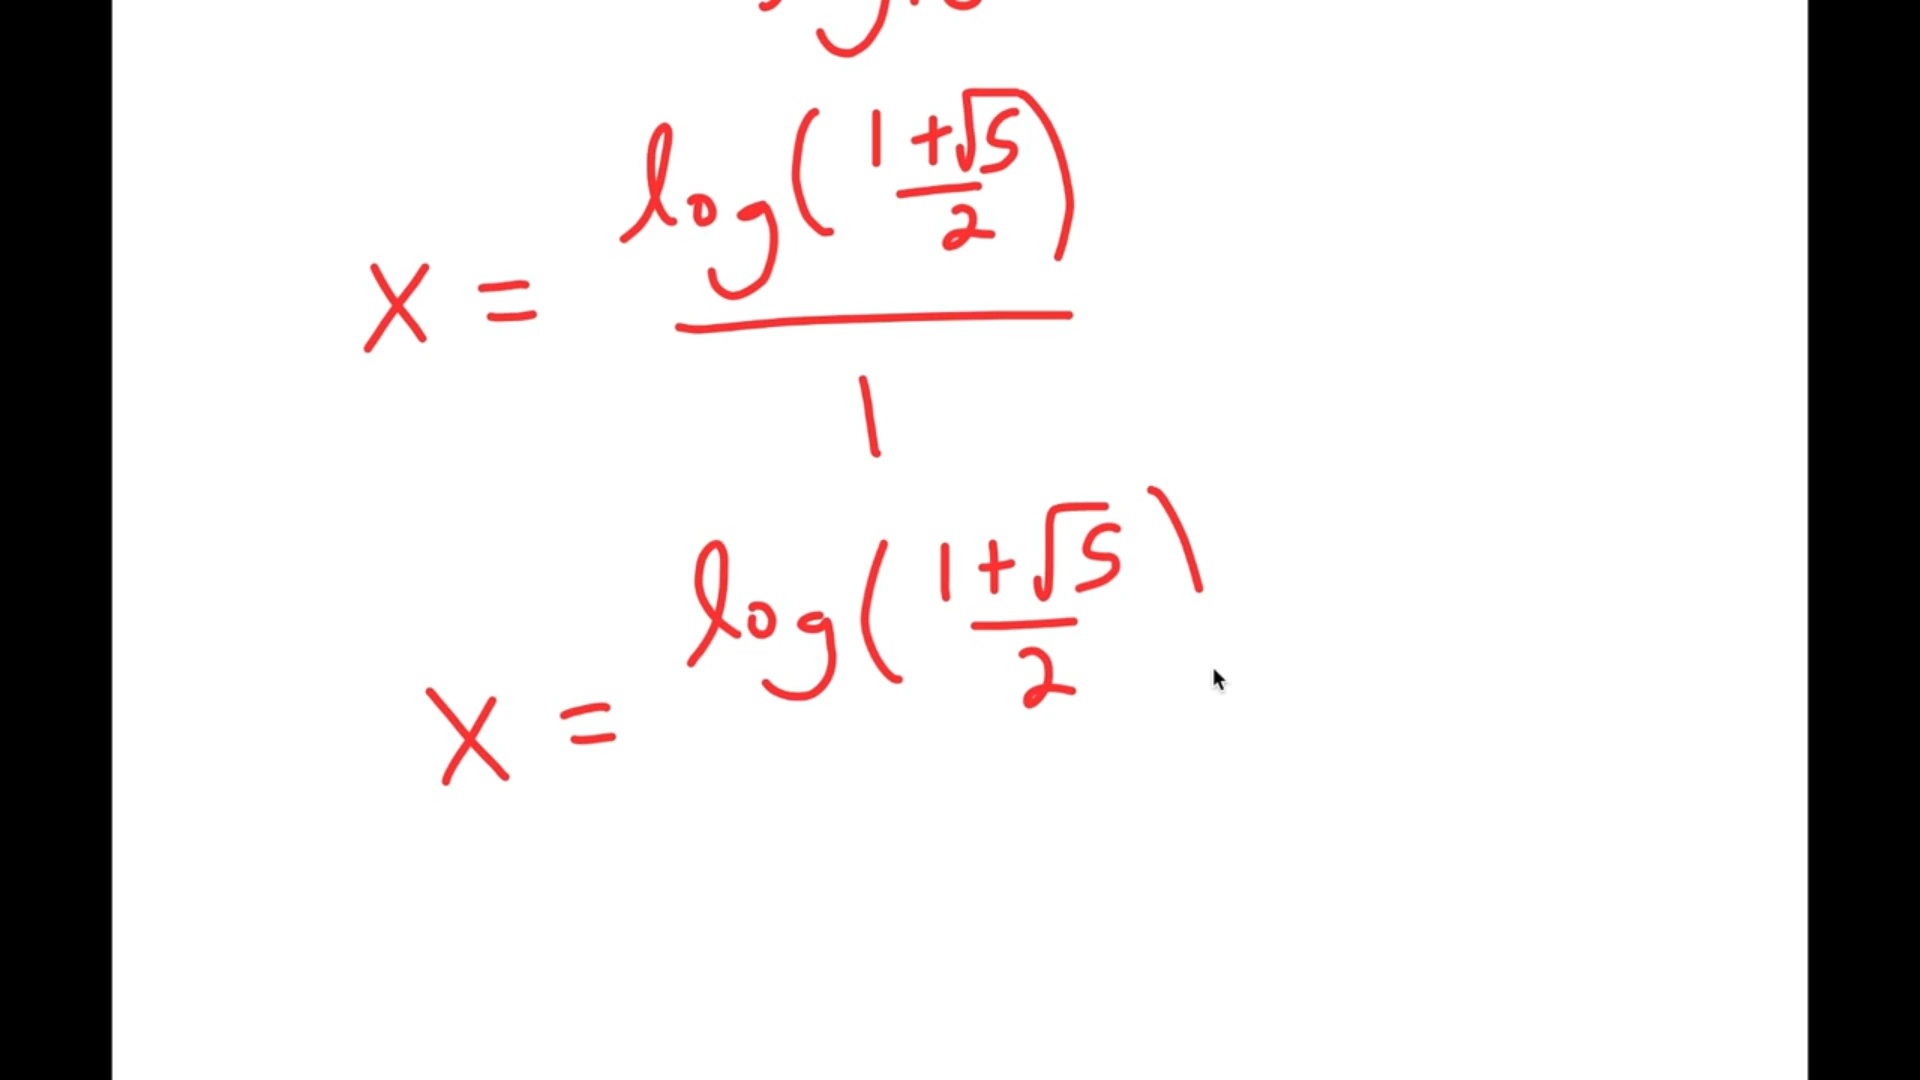 x = log((1+√5)/2) / 1
x = log((1+√5)/2)